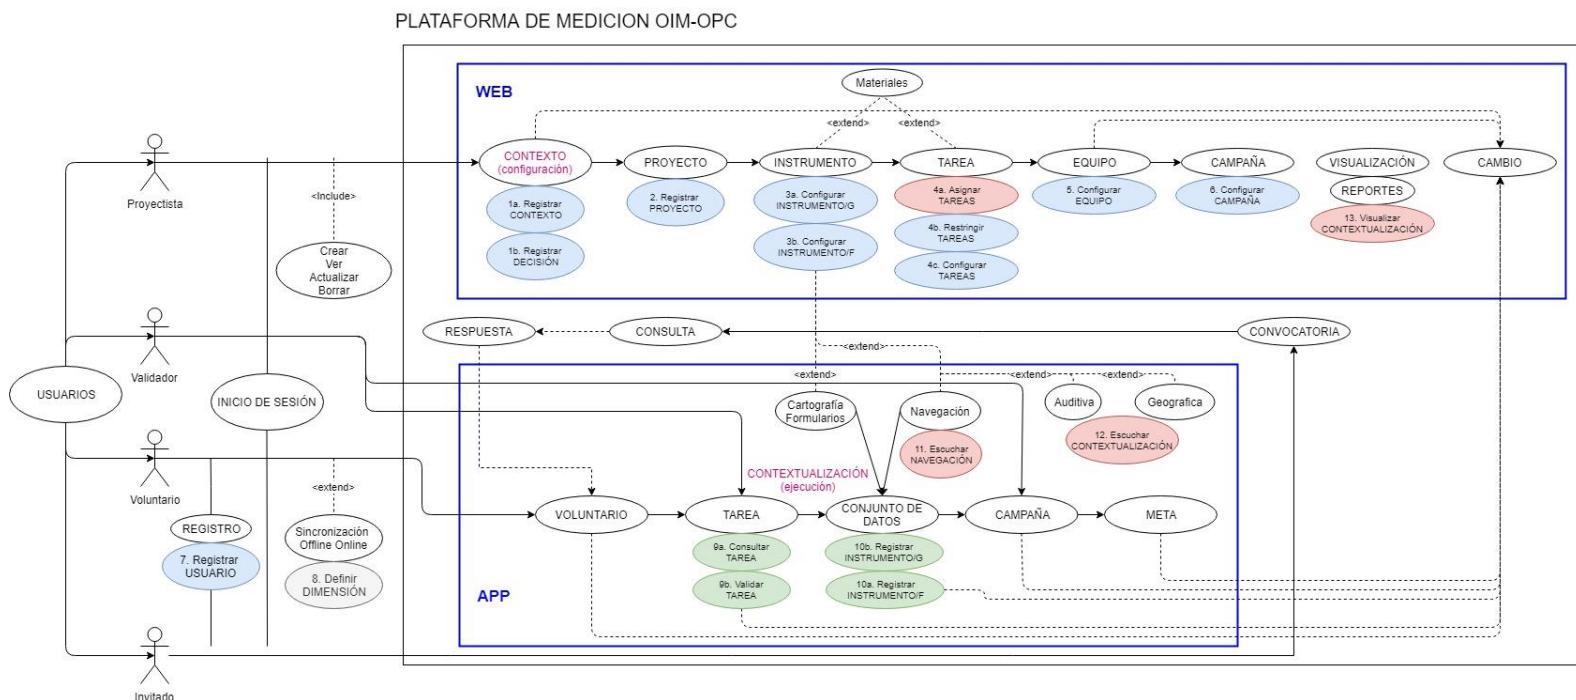 PLATAFORMA DE MEDICION OIM-OPC
WEB
Materiales
<extend>
<extend>
Proyectista
<Include>
Crear
Ver
Actualizar
Borrar
CONTEXTO
(configuración)
1a. Registrar
CONTEXTO
1b. Registrar
DECISIÓN
PROYECTO
2. Registrar
PROYECTO
INSTRUMENTO
3a. Configurar
INSTRUMENTO/G
3b. Configurar
INSTRUMENTO/F
TAREA
4a. Asignar
TAREAS
4b. Restringir
TAREAS
4c. Configurar
TAREAS
EQUIPO
5. Configurar
EQUIPO
CAMPAÑA
6. Configurar
CAMPAÑA
VISUALIZACIÓN
REPORTES
13. Visualizar
CONTEXTUALIZACIÓN
CAMBIO
RESPUESTA
CONSULTA
CONVOCATORIA
<extend>
Validador
USUARIOS
INICIO DE SESIÓN
<extend>
<extend>
<extend>
Cartografía
Formularios
Navegación
11. Escuchar
NAVEGACIÓN
Auditiva
Geografica
12. Escuchar
CONTEXTUALIZACIÓN
Voluntario
<extend>
REGISTRO
7. Registrar
USUARIO
Sincronización
Offline Online
8. Definir
DIMENSIÓN
CONTEXTUALIZACIÓN
(ejecución)
VOLUNTARIO
TAREA
9a. Consultar
TAREA
9b. Validar
TAREA
CONJUNTO DE
DATOS
10b. Registrar
INSTRUMENTO/G
10a. Registrar
INSTRUMENTO/F
CAMPAÑA
META
APP
Invitado